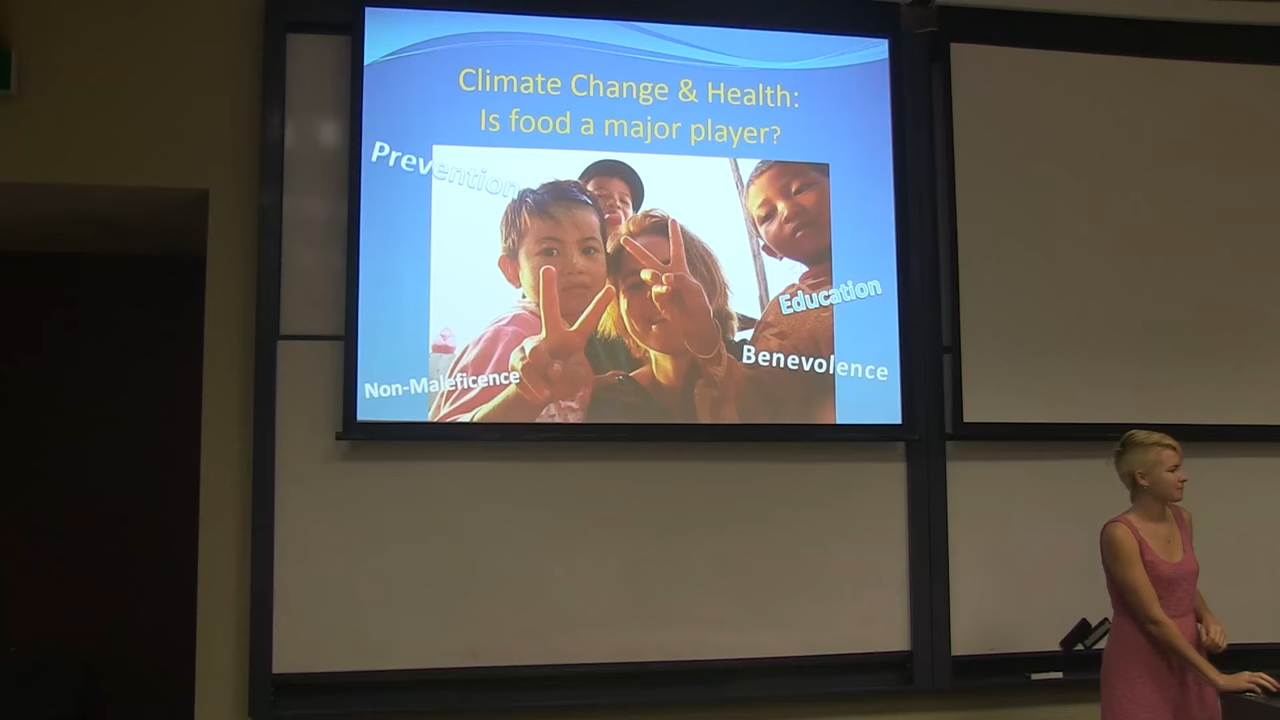 Climate Change & Health:
Is food a major player?
Prevention
Education
Benevolence
Non-Maleficence